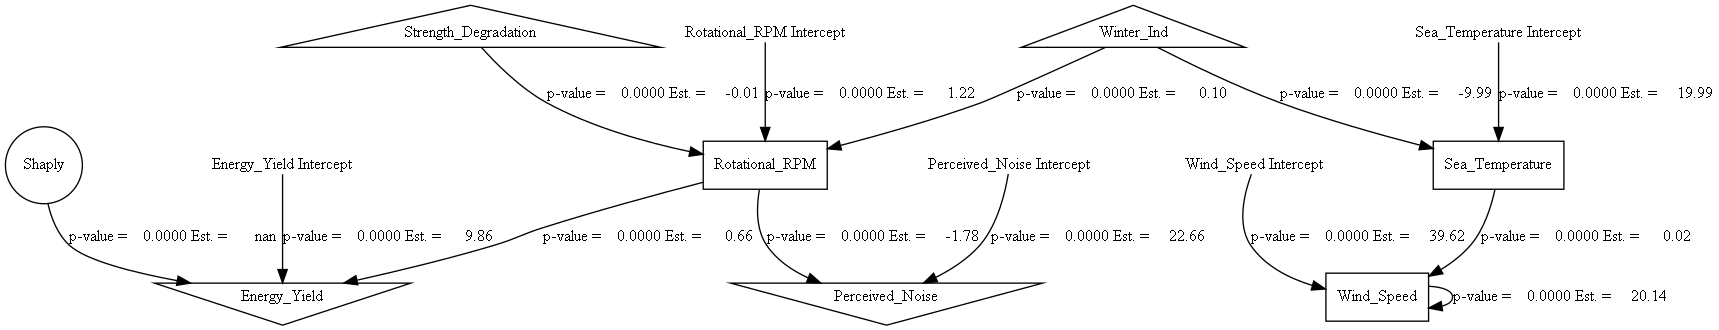 Strength_Degradation
Rotational_RPM Intercept
Winter_Ind
Sea_Temperature Intercept
p-value = 0.0000 Est. = -0.01
p-value = 0.0000 Est. = 1.22
p-value = 0.0000 Est. = 0.10
p-value = 0.0000 Est. = -9.99
p-value = 0.0000 Est. = 19.99
Shaply
Energy_Yield Intercept
Rotational_RPM
Perceived_Noise Intercept
Wind_Speed Intercept
Sea_Temperature
p-value = 0.0000 Est. = nan
p-value = 0.0000 Est. = 9.86
p-value = 0.0000 Est. = 0.66
p-value = 0.0000 Est. = -1.78
p-value = 0.0000 Est. = 22.66
p-value = 0.0000 Est. = 39.62
p-value = 0.0000 Est. = 0.02
Energy_Yield
Perceived_Noise
Wind_Speed
p-value = 0.0000 Est. = 20.14